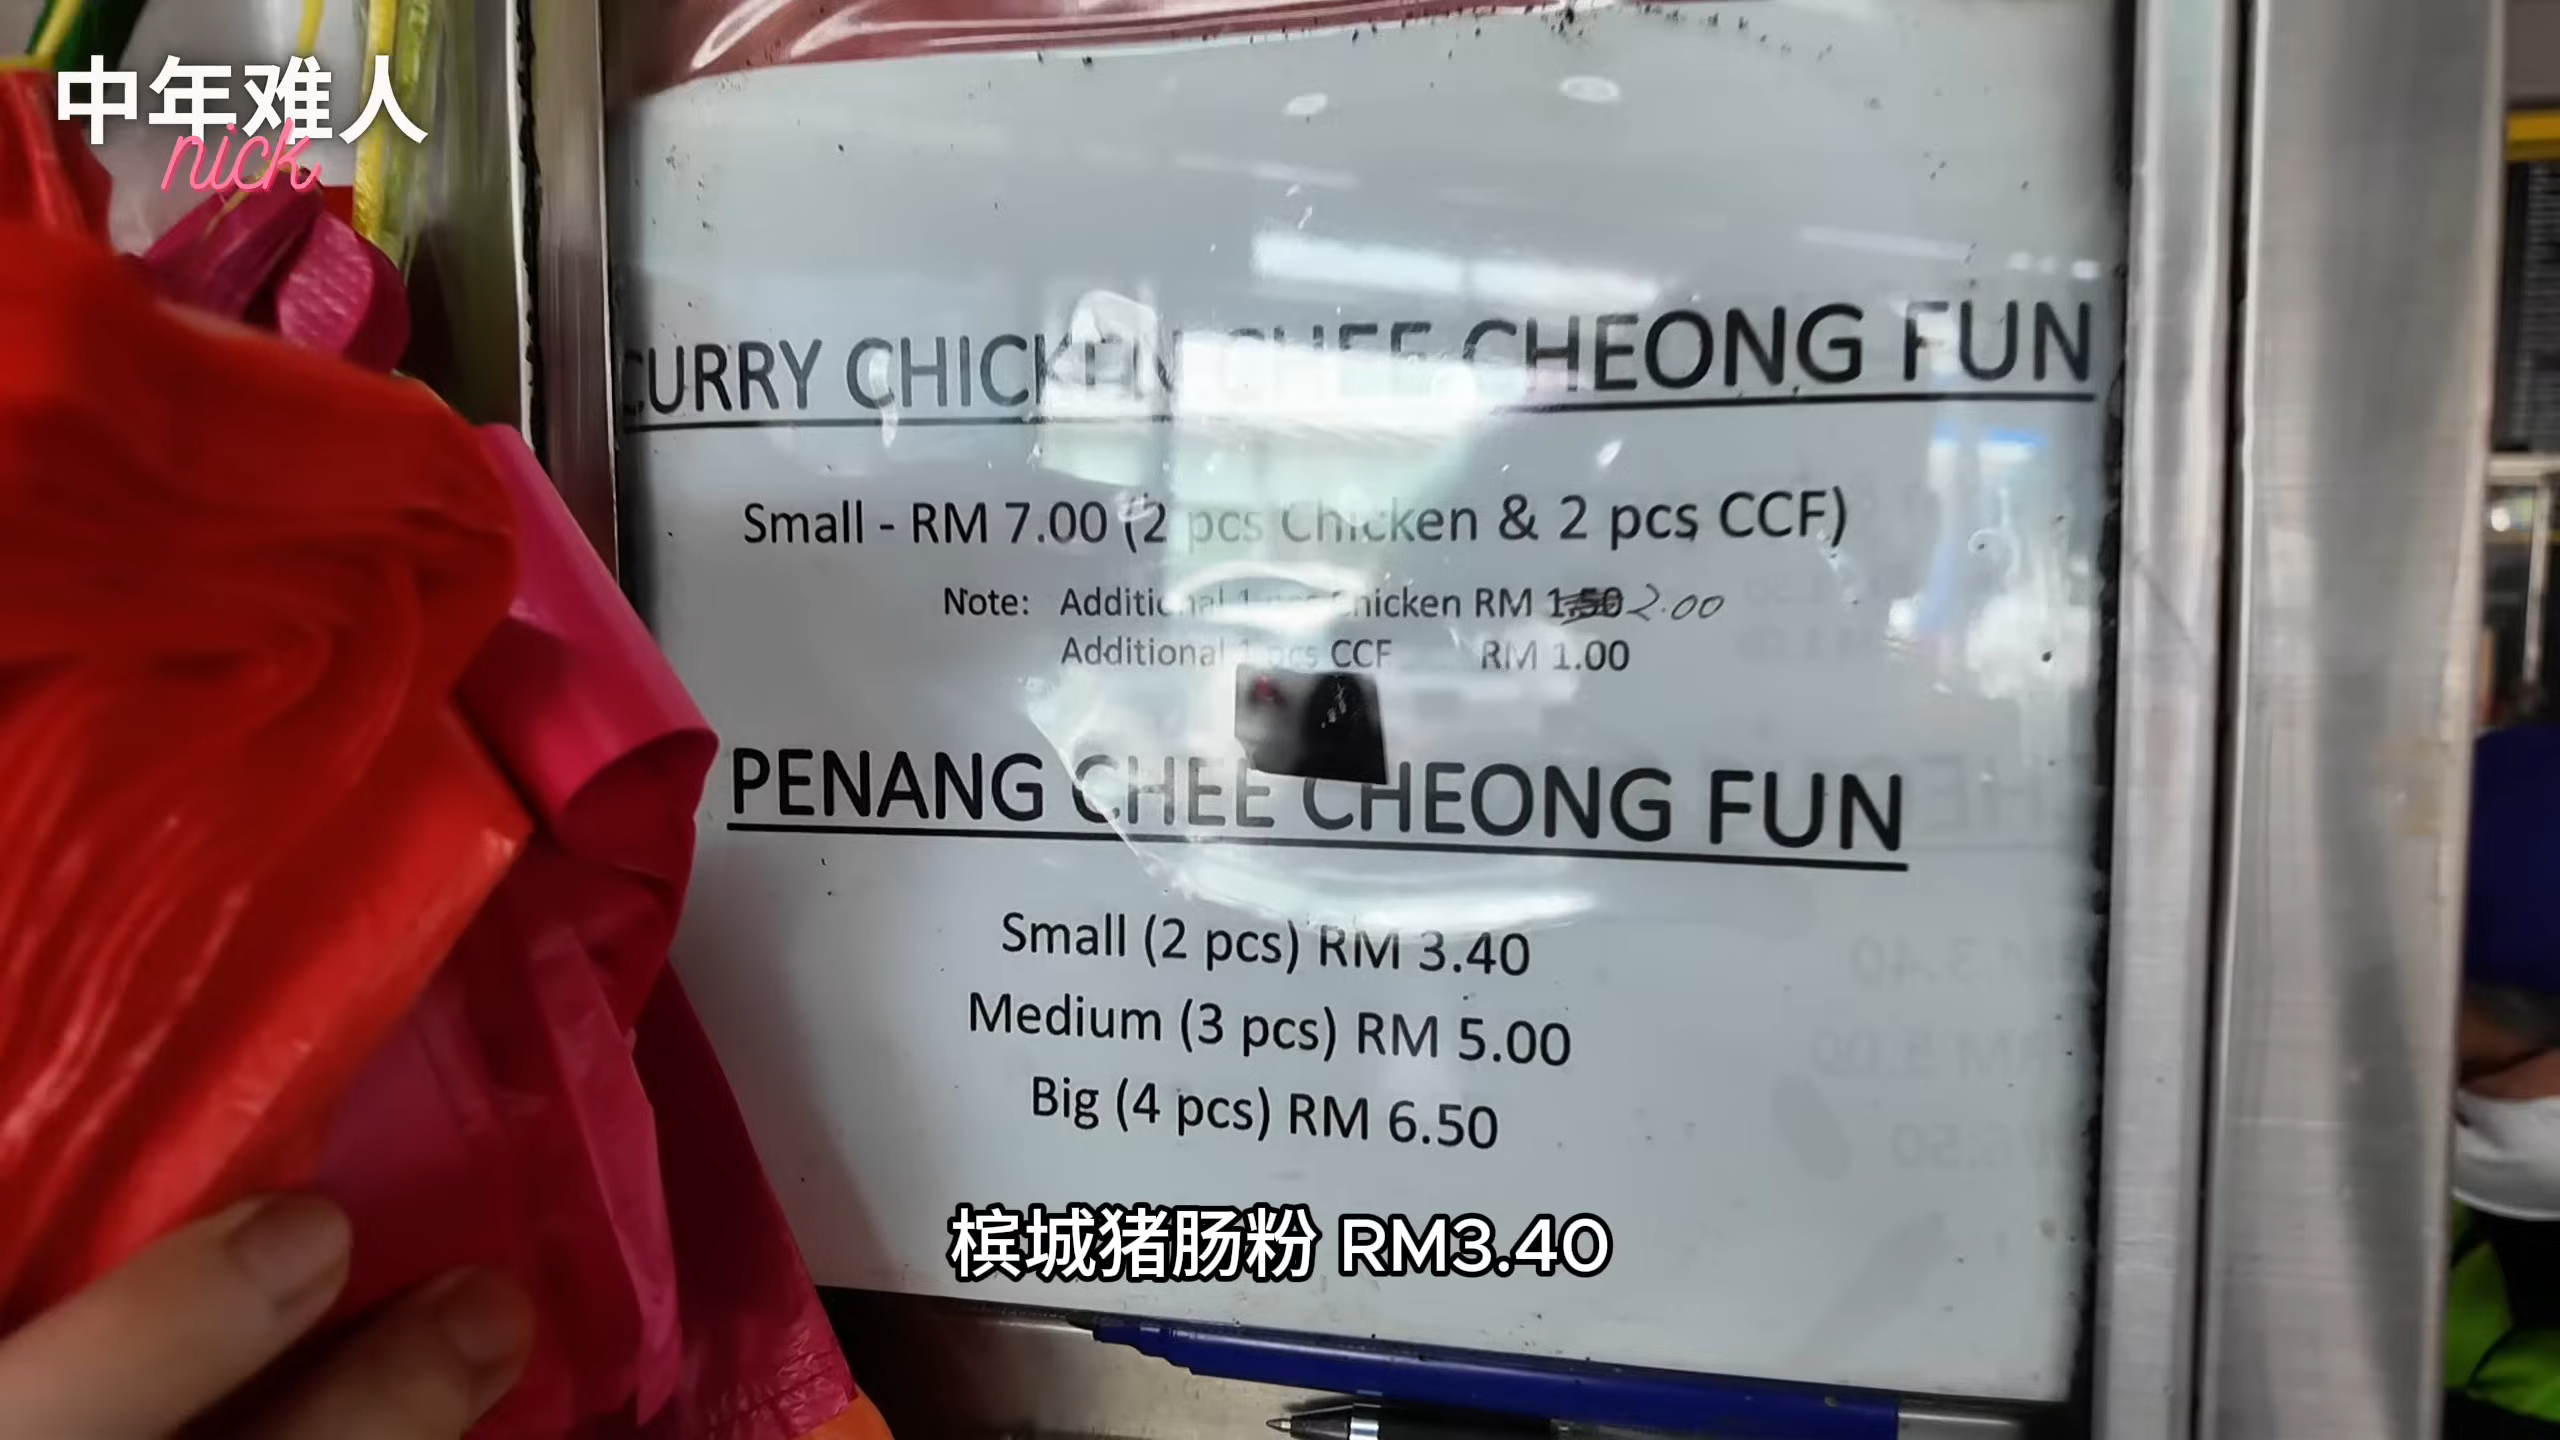 中年难人
nick
CURRY CHICKEN CHEE CHEONG FUN
Small - RM 7.00 (2 pcs Chicken & 2 pcs CCF)
Note: Additional 1 pcs Chicken RM 1.50 2.00
Additional 1 pcs CCF RM 1.00
PENANG CHEE CHEONG FUN
Small (2 pcs) RM 3.40
Medium (3 pcs) RM 5.00
Big (4 pcs) RM 6.50
槟城猪肠粉 RM3.40